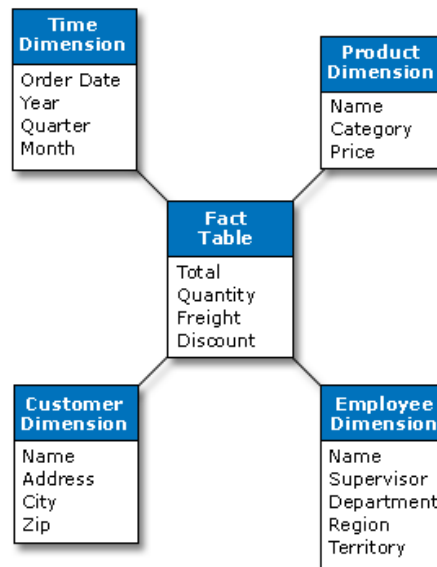 Time
Dimension
Order Date
Year
Quarter
Month
Product
Dimension
Name
Category
Price
Fact
Table
Total
Quantity
Freight
Discount
Customer
Dimension
Name
Address
City
Zip
Employee
Dimension
Name
Supervisor
Department
Region
Territory